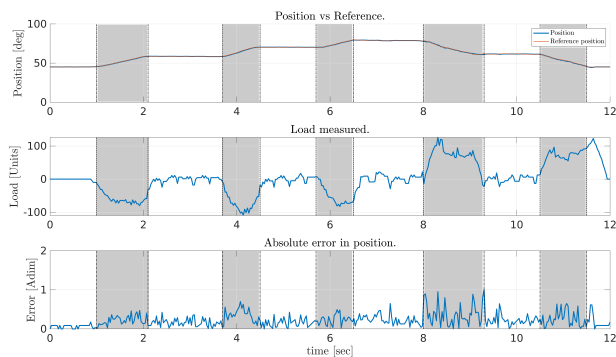 Position vs Reference.
Position [deg]
100
50
0
Position
Reference position
0 2 4 6 8 10 12
Load measured.
Load [Units]
100
0
-100
0 2 4 6 8 10 12
Absolute error in position.
Error [Adim]
2
1
0
0 2 4 6 8 10 12
time [sec]